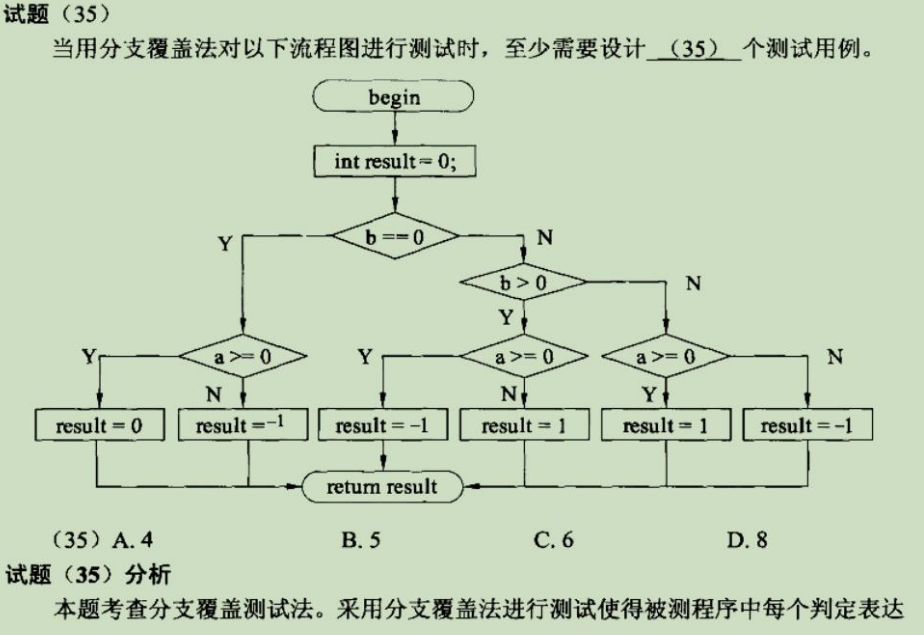 试题（35）
当用分支覆盖法对以下流程图进行测试时，至少需要设计 （35） 个测试用例。
begin
int result = 0;
b == 0
Y
N
b > 0
N
Y
Y
a >= 0
Y
a >= 0
a >= 0
N
N
N
Y
result = 0
result =-1
result = -1
result = 1
result = 1
result = -1
return result
（35）A. 4 B. 5 C. 6 D. 8
试题（35）分析
本题考查分支覆盖测试法。采用分支覆盖法进行测试使得被测程序中每个判定表达